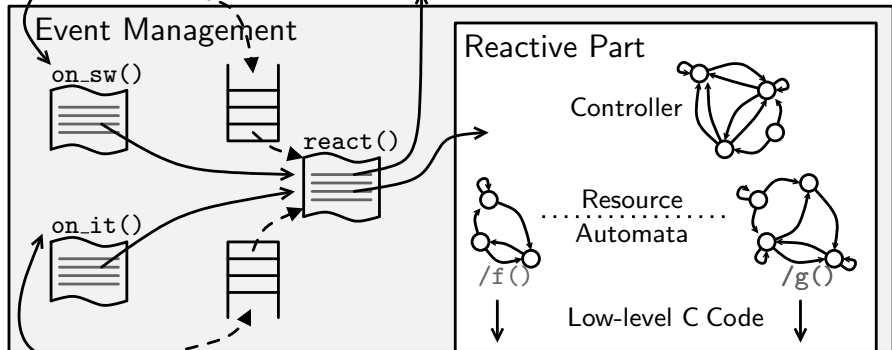 Event Management
Reactive Part
on_sw()
Controller
react()
Resource
Automata
on_it()
/f()
/g()
Low-level C Code